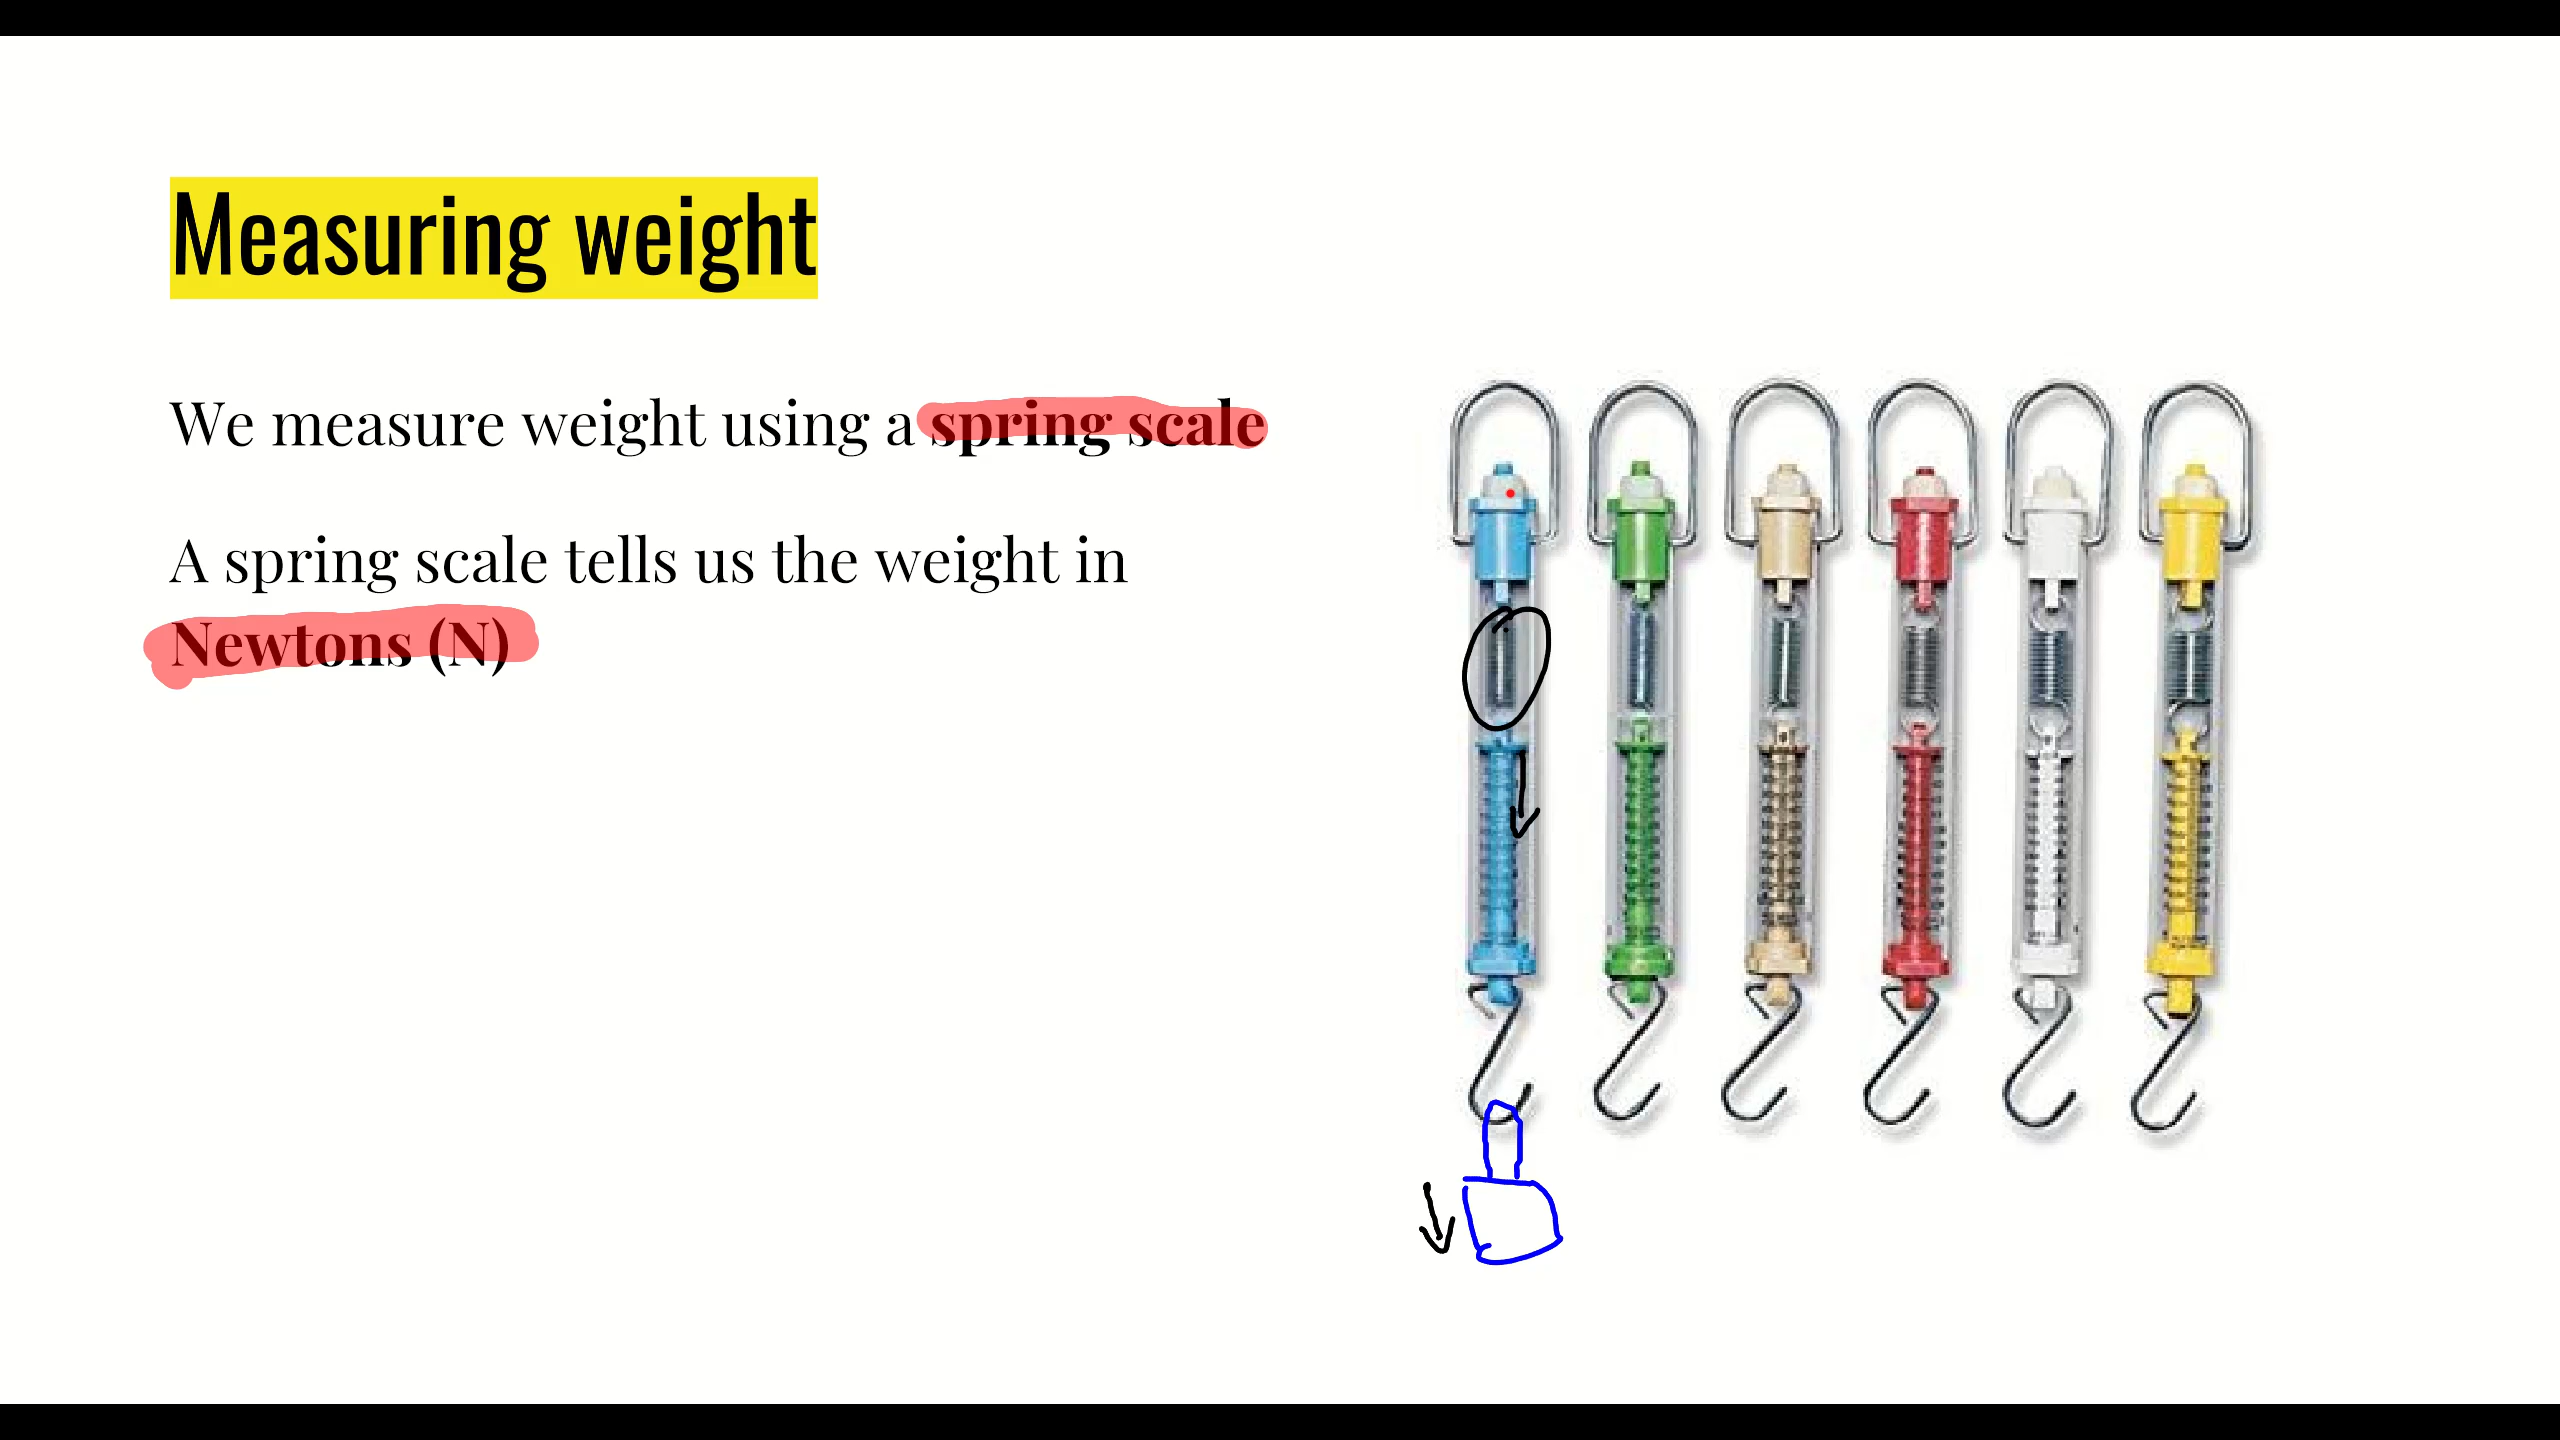 Measuring weight
We measure weight using a spring scale
A spring scale tells us the weight in
Newtons (N)